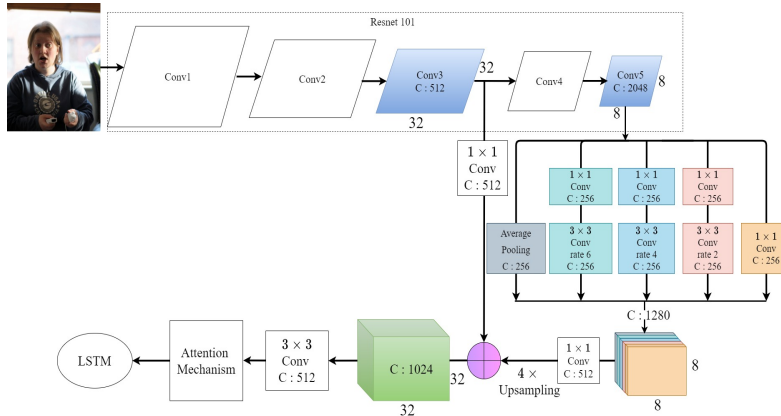 Resnet 101
Conv1
Conv2
Conv3
C : 512
32
32
Conv4
Conv5
C : 2048
8
8
1 × 1
Conv
C : 512
1 × 1
Conv
C : 256
1 × 1
Conv
C : 256
1 × 1
Conv
C : 256
Average
Pooling
C : 256
3 × 3
Conv
rate 6
C : 256
3 × 3
Conv
rate 4
C : 256
3 × 3
Conv
rate 2
C : 256
1 × 1
Conv
C : 256
C : 1280
LSTM
Attention
Mechanism
3 × 3
Conv
C : 512
C : 1024
32
32
4 ×
Upsampling
1 × 1
Conv
C : 512
8
8